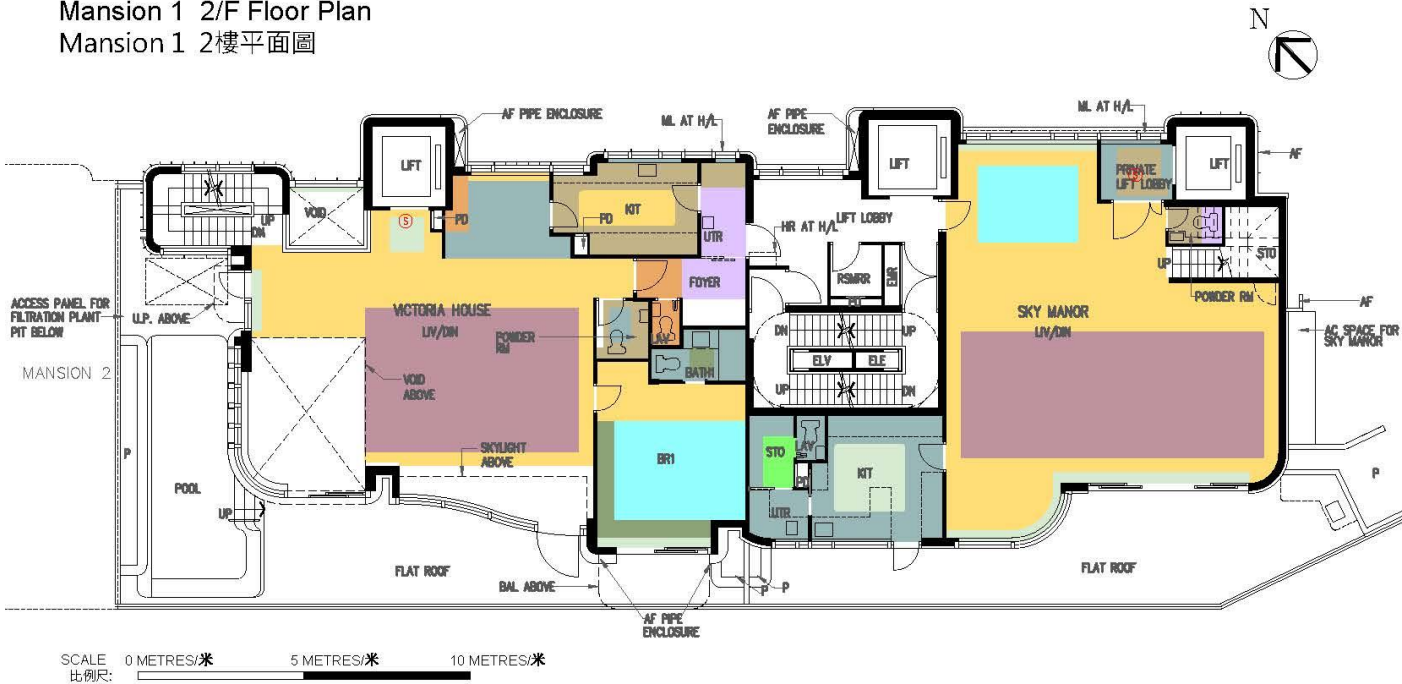 Mansion 1 2/F Floor Plan
Mansion 1 2樓平面圖
N
AF PIPE ENCLOSURE
ML AT H/L
AF PIPE
ENCLOSURE
ML AT H/L
LIFT
LIFT
LIFT
AF
PRIVATE
LIFT LOBBY
S
VOID
UP
DN
S
PD
KIT
PD
UTR
HR AT H/L
LIFT LOBBY
STO
UP
POWDER RM
FOYER
RSMRR
EMR
PD
ACCESS PANEL FOR
FILTRATION PLANT
PIT BELOW
U.P. ABOVE
VICTORIA HOUSE
LIV/DIN
POWDER
RM
LAV
SKY MANOR
LIV/DIN
AF
AC SPACE FOR
SKY MANOR
DN
UP
ELV
ELE
UP
DN
MANSION 2
VOID
ABOVE
BATH1
P
POOL
UP
SKYLIGHT
ABOVE
BR1
STO
LAV
PD
KIT
UTR
P
FLAT ROOF
BAL ABOVE
P
P
FLAT ROOF
AF PIPE
ENCLOSURE
SCALE 0 METRES/米 5 METRES/米 10 METRES/米
比例尺: